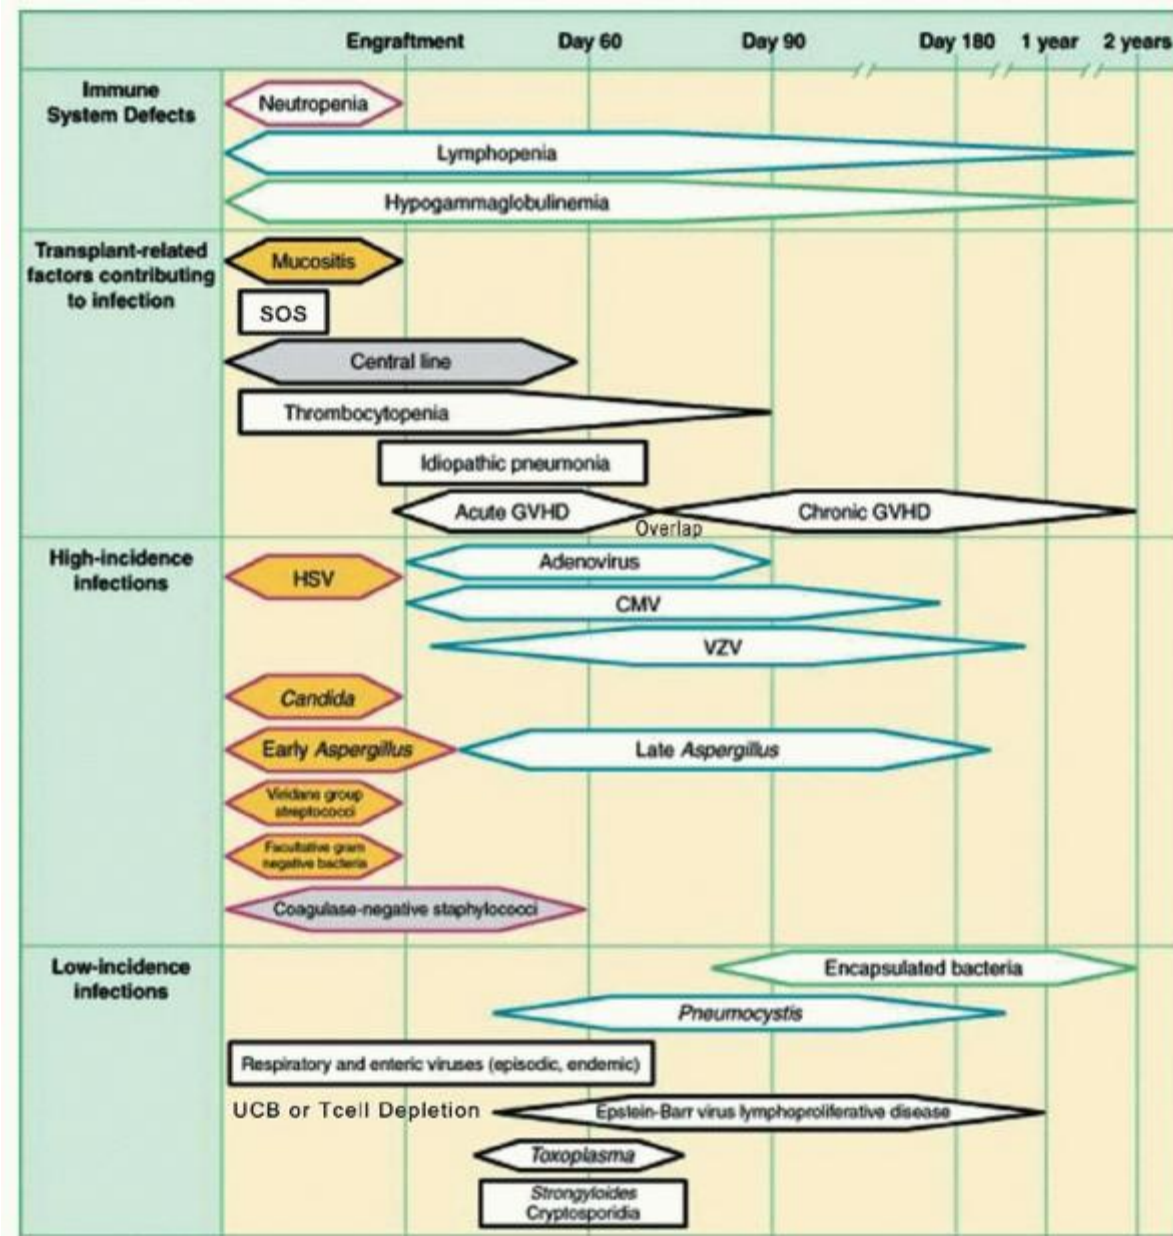 Engraftment Day 60 Day 90 Day 180 1 year 2 years
Immune
System Defects
Neutropenia
Lymphopenia
Hypogammaglobulinemia
Transplant-related
factors contributing
to infection
Mucositis
SOS
Central line
Thrombocytopenia
Idiopathic pneumonia
Acute GVHD
Chronic GVHD
Overlap
High-incidence
infections
HSV
Adenovirus
CMV
VZV
Candida
Early Aspergillus
Late Aspergillus
Viridans group
streptococci
Facultative gram
negative bacteria
Coagulase-negative staphylococci
Low-incidence
infections
Encapsulated bacteria
Pneumocystis
Respiratory and enteric viruses (episodic, endemic)
UCB or Tcell Depletion
Epstein-Barr virus lymphoproliferative disease
Toxoplasma
Strongyloides
Cryptosporidia